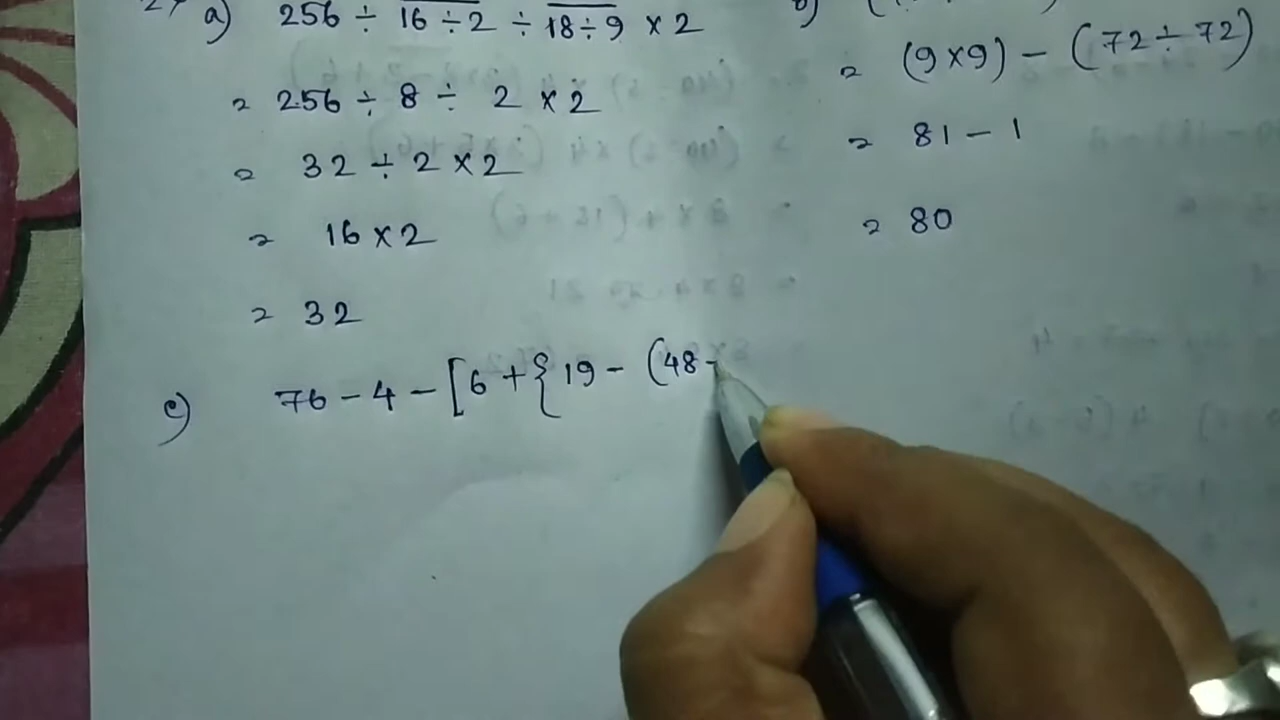 a) 256 ÷ 16÷2 ÷ 18÷9 × 2
= 256 ÷ 8 ÷ 2 × 2
= 32 ÷ 2 × 2
= 16 × 2
= 32
= (9×9) - (72÷72)
= 81 - 1
= 80
c) 76 - 4 - [6 + { 19 - (48 -